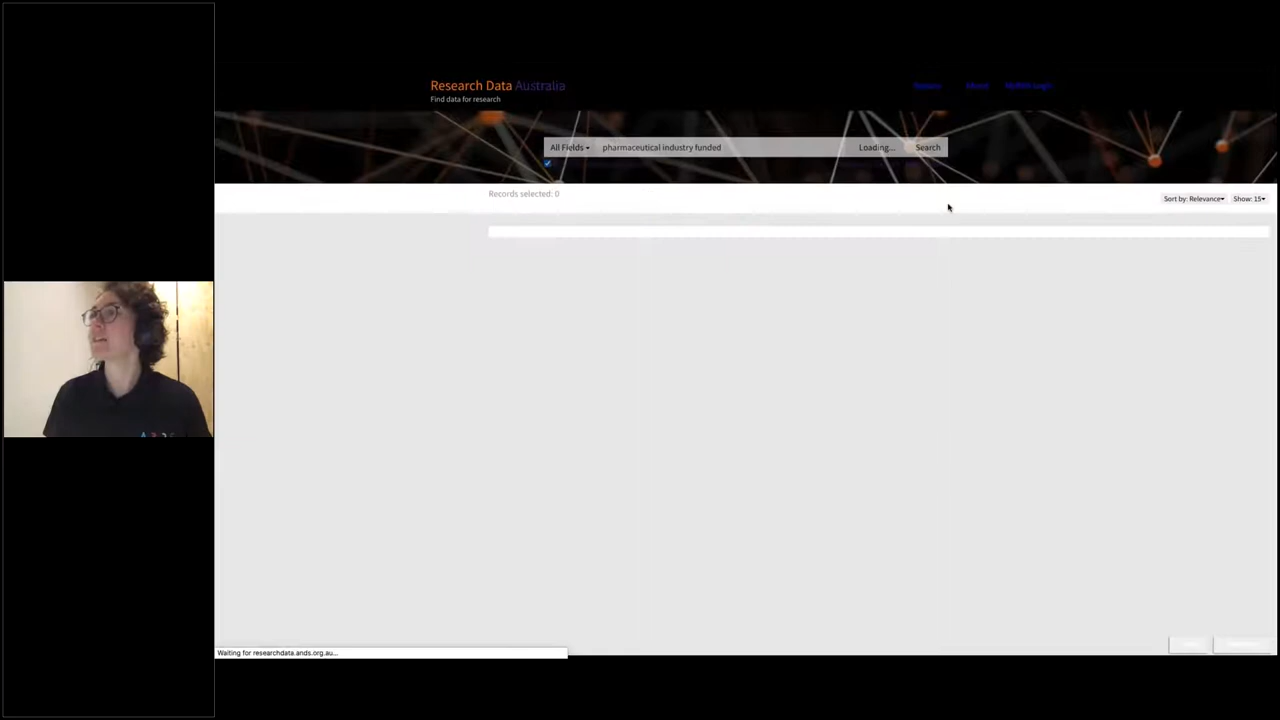 Research Data Australia
Find data for research
About
All Fields
pharmaceutical industry funded
Loading...
Search
Records selected: 0
Sort by: Relevance
Show: 15
Waiting for researchdata.ands.org.au...